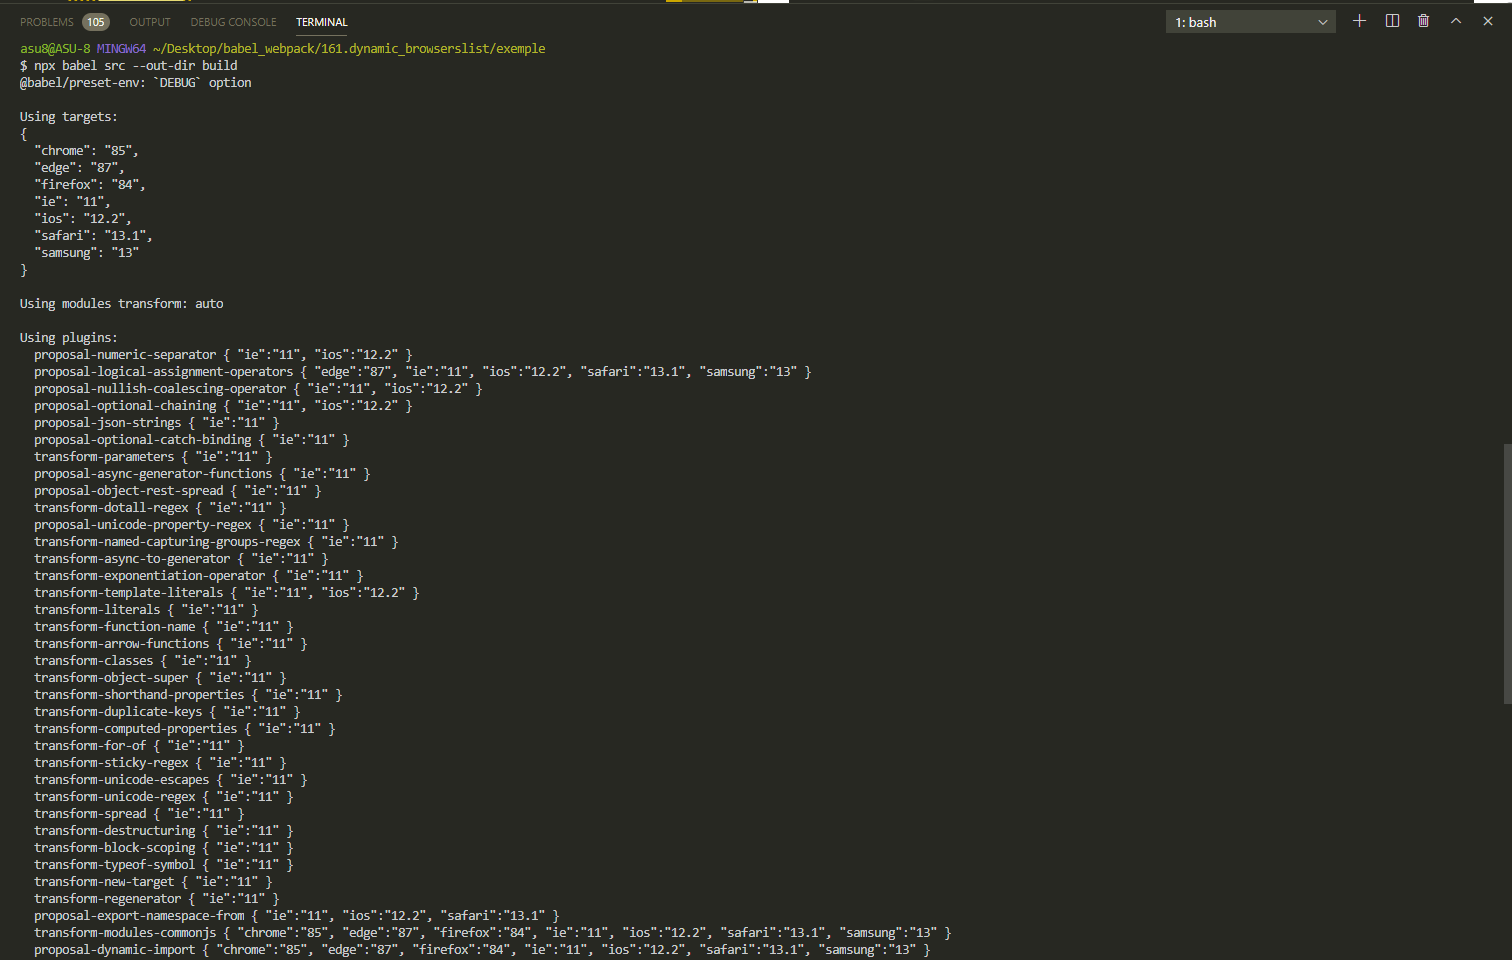 PROBLEMS 105 OUTPUT DEBUG CONSOLE TERMINAL 1: bash
asu8@ASU-8 MINGW64 ~/Desktop/babel_webpack/161.dynamic_browserslist/exemple
$ npx babel src --out-dir build
@babel/preset-env: `DEBUG` option
Using targets:
{
  "chrome": "85",
  "edge": "87",
  "firefox": "84",
  "ie": "11",
  "ios": "12.2",
  "safari": "13.1",
  "samsung": "13"
}
Using modules transform: auto
Using plugins:
  proposal-numeric-separator { "ie":"11", "ios":"12.2" }
  proposal-logical-assignment-operators { "edge":"87", "ie":"11", "ios":"12.2", "safari":"13.1", "samsung":"13" }
  proposal-nullish-coalescing-operator { "ie":"11", "ios":"12.2" }
  proposal-optional-chaining { "ie":"11", "ios":"12.2" }
  proposal-json-strings { "ie":"11" }
  proposal-optional-catch-binding { "ie":"11" }
  transform-parameters { "ie":"11" }
  proposal-async-generator-functions { "ie":"11" }
  proposal-object-rest-spread { "ie":"11" }
  transform-dotall-regex { "ie":"11" }
  proposal-unicode-property-regex { "ie":"11" }
  transform-named-capturing-groups-regex { "ie":"11" }
  transform-async-to-generator { "ie":"11" }
  transform-exponentiation-operator { "ie":"11" }
  transform-template-literals { "ie":"11", "ios":"12.2" }
  transform-literals { "ie":"11" }
  transform-function-name { "ie":"11" }
  transform-arrow-functions { "ie":"11" }
  transform-classes { "ie":"11" }
  transform-object-super { "ie":"11" }
  transform-shorthand-properties { "ie":"11" }
  transform-duplicate-keys { "ie":"11" }
  transform-computed-properties { "ie":"11" }
  transform-for-of { "ie":"11" }
  transform-sticky-regex { "ie":"11" }
  transform-unicode-escapes { "ie":"11" }
  transform-unicode-regex { "ie":"11" }
  transform-spread { "ie":"11" }
  transform-destructuring { "ie":"11" }
  transform-block-scoping { "ie":"11" }
  transform-typeof-symbol { "ie":"11" }
  transform-new-target { "ie":"11" }
  transform-regenerator { "ie":"11" }
  proposal-export-namespace-from { "ie":"11", "ios":"12.2", "safari":"13.1" }
  transform-modules-commonjs { "chrome":"85", "edge":"87", "firefox":"84", "ie":"11", "ios":"12.2", "safari":"13.1", "samsung":"13" }
  proposal-dynamic-import { "chrome":"85", "edge":"87", "firefox":"84", "ie":"11", "ios":"12.2", "safari":"13.1", "samsung":"13" }